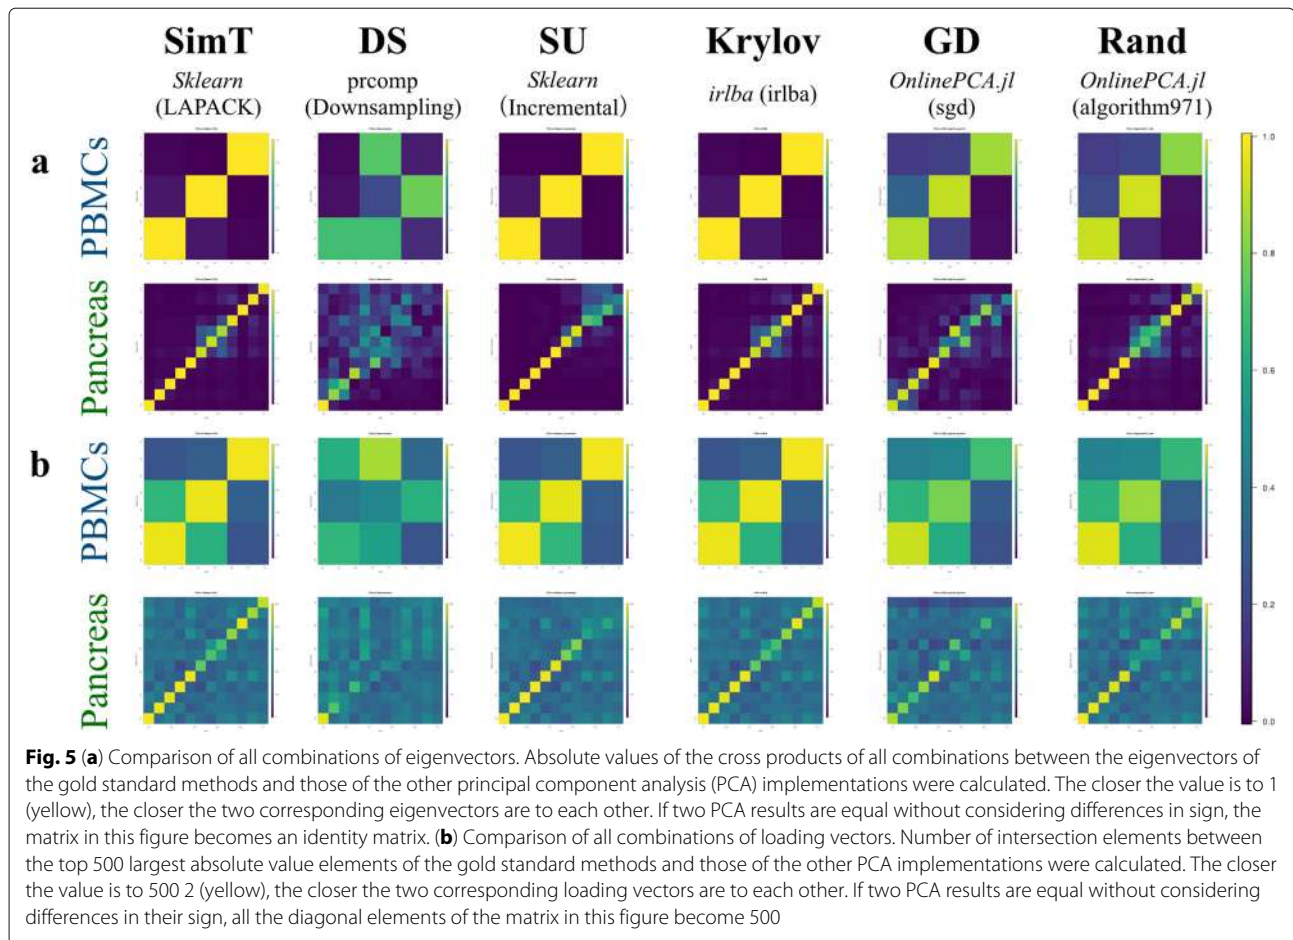 SimT DS SU Krylov GD Rand
Sklearn prcomp Sklearn irlba (irlba) OnlinePCA.jl OnlinePCA.jl
(LAPACK) (Downsampling) (Incremental) (sgd) (algorithm971)
a
PBMCs
1.0
0.8
Pancreas
0.6
b
PBMCs
0.4
0.2
Pancreas
0.0
Fig. 5 (a) Comparison of all combinations of eigenvectors. Absolute values of the cross products of all combinations between the eigenvectors of
the gold standard methods and those of the other principal component analysis (PCA) implementations were calculated. The closer the value is to 1
(yellow), the closer the two corresponding eigenvectors are to each other. If two PCA results are equal without considering differences in sign, the
matrix in this figure becomes an identity matrix. (b) Comparison of all combinations of loading vectors. Number of intersection elements between
the top 500 largest absolute value elements of the gold standard methods and those of the other PCA implementations were calculated. The closer
the value is to 500 2 (yellow), the closer the two corresponding loading vectors are to each other. If two PCA results are equal without considering
differences in their sign, all the diagonal elements of the matrix in this figure become 500